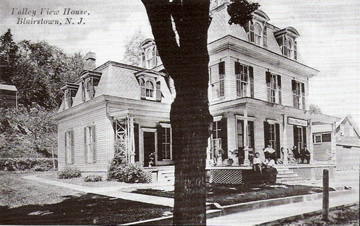 Valley View House,
Blairstown, N. J.